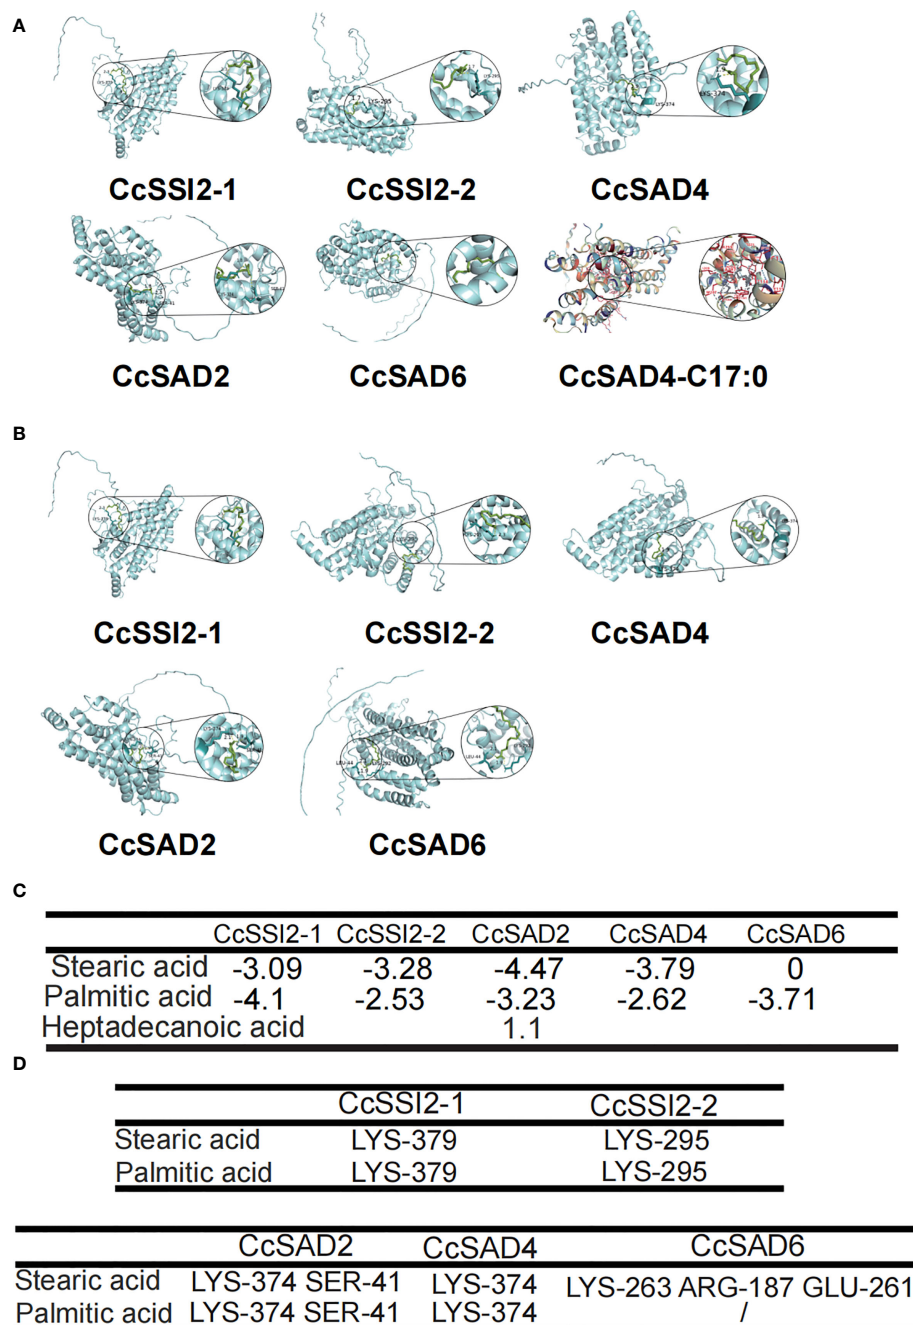 A
LYS-295
LYS-374
LYS-374
CcSSI2-1 CcSSI2-2 CcSAD4
CcSAD2 CcSAD6 CcSAD4-C17:0
B
CcSSI2-1 CcSSI2-2 CcSAD4
LEU-44
LEU-44
CcSAD2 CcSAD6
C
CcSSI2-1 CcSSI2-2 CcSAD2 CcSAD4 CcSAD6
Stearic acid -3.09 -3.28 -4.47 -3.79 0
Palmitic acid -4.1 -2.53 -3.23 -2.62 -3.71
Heptadecanoic acid 1.1
D
CcSSI2-1 CcSSI2-2
Stearic acid LYS-379 LYS-295
Palmitic acid LYS-379 LYS-295
CcSAD2 CcSAD4 CcSAD6
Stearic acid LYS-374 SER-41 LYS-374 LYS-263 ARG-187 GLU-261
Palmitic acid LYS-374 SER-41 LYS-374 /